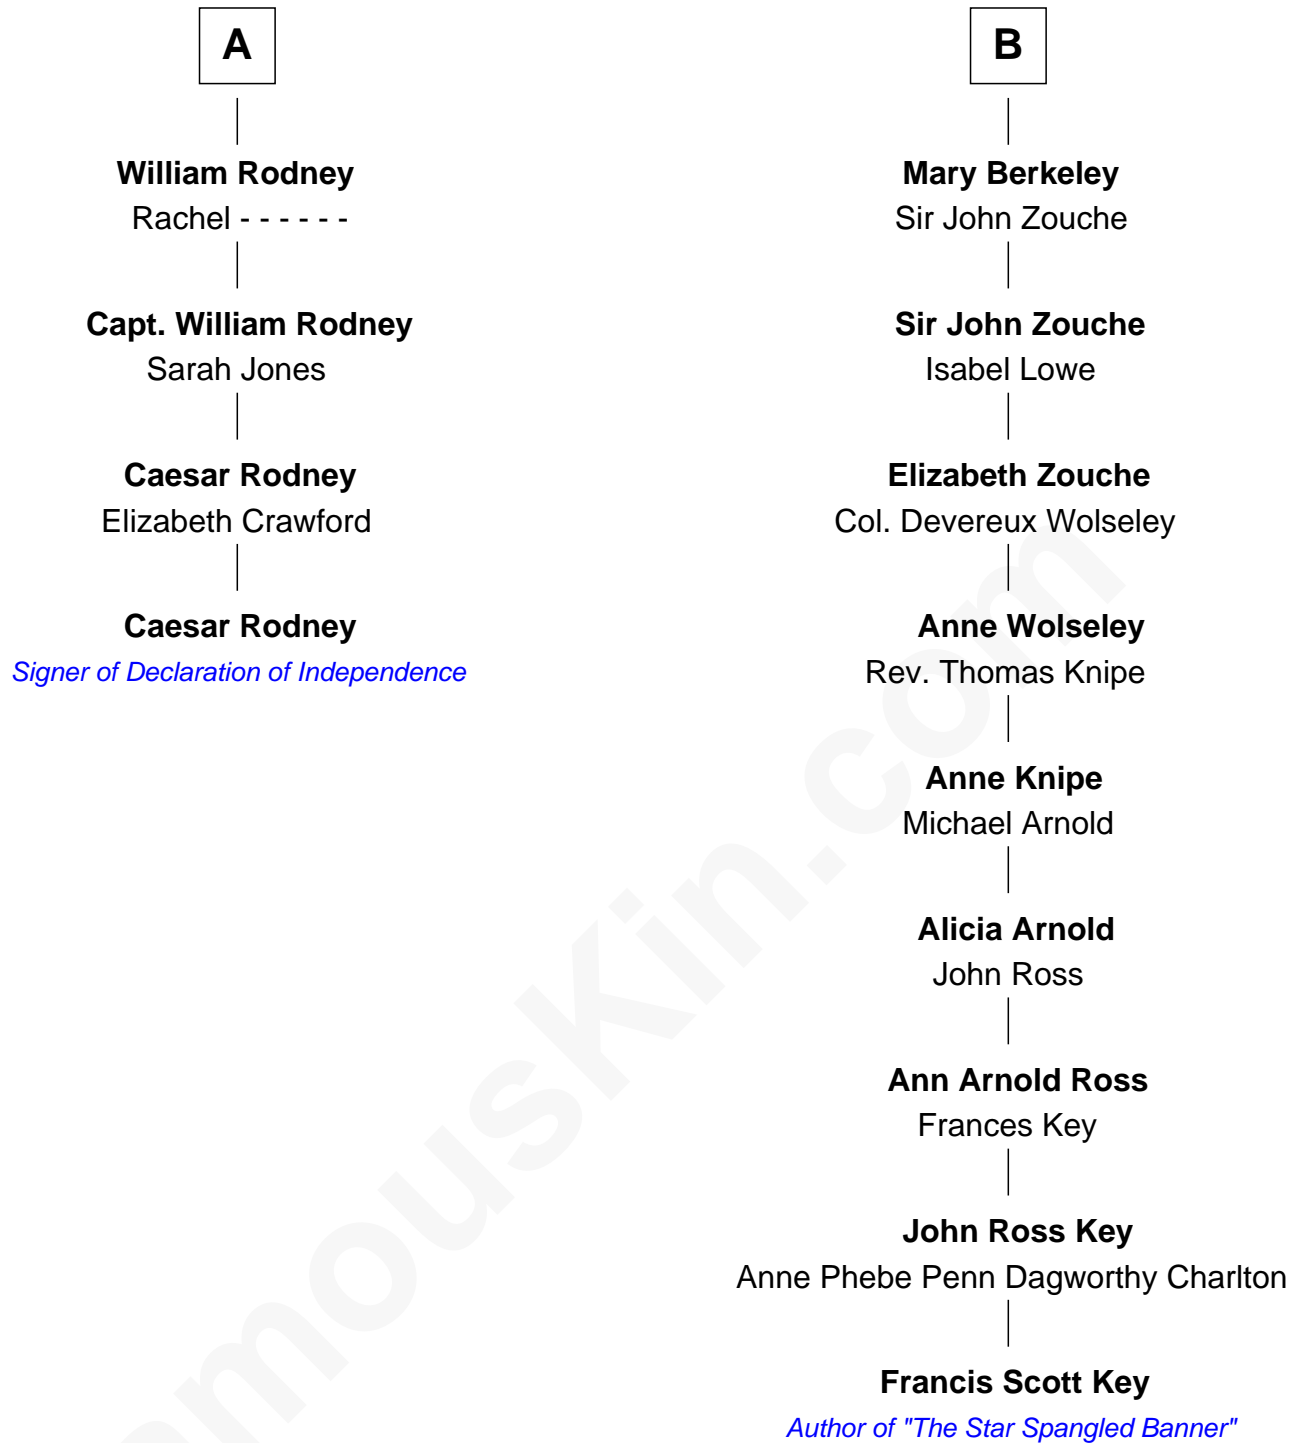 A
William Rodney
Rachel - - - - - -
Capt. William Rodney
Sarah Jones
Caesar Rodney
Elizabeth Crawford
Caesar Rodney
Signer of Declaration of Independence
B
Mary Berkeley
Sir John Zouche
Sir John Zouche
Isabel Lowe
Elizabeth Zouche
Col. Devereux Wolseley
Anne Wolseley
Rev. Thomas Knipe
Anne Knipe
Michael Arnold
Alicia Arnold
John Ross
Ann Arnold Ross
Frances Key
John Ross Key
Anne Phebe Penn Dagworthy Charlton
Francis Scott Key
Author of "The Star Spangled Banner"
amousKin.com